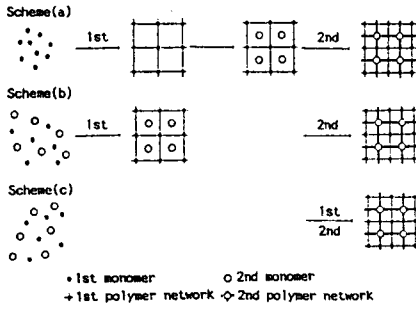 Scheme(a)
1st
2nd
Scheme(b)
1st
2nd
Scheme(c)
1st
2nd
1st monomer
2nd monomer
1st polymer network
2nd polymer network